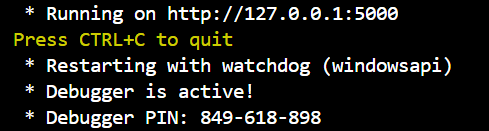 * Running on http://127.0.0.1:5000
Press CTRL+C to quit
* Restarting with watchdog (windowsapi)
* Debugger is active!
* Debugger PIN: 849-618-898